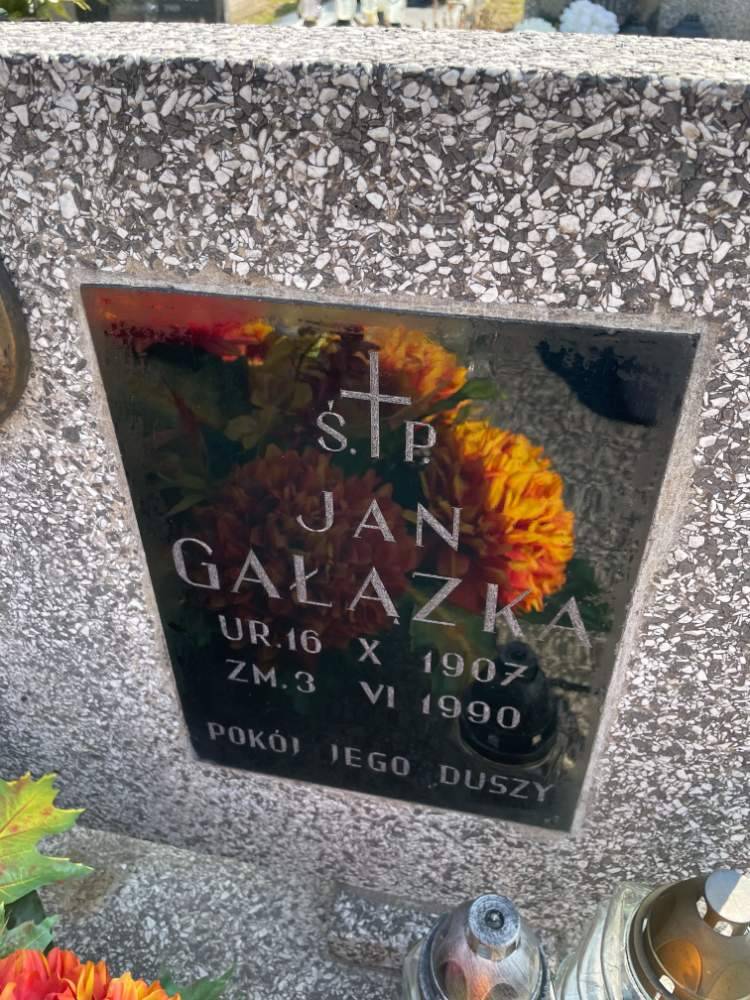 Ś. P.
JAN
GAŁĄZKA
UR. 16 X 1907
ZM. 3 VI 1990
POKÓJ JEGO DUSZY